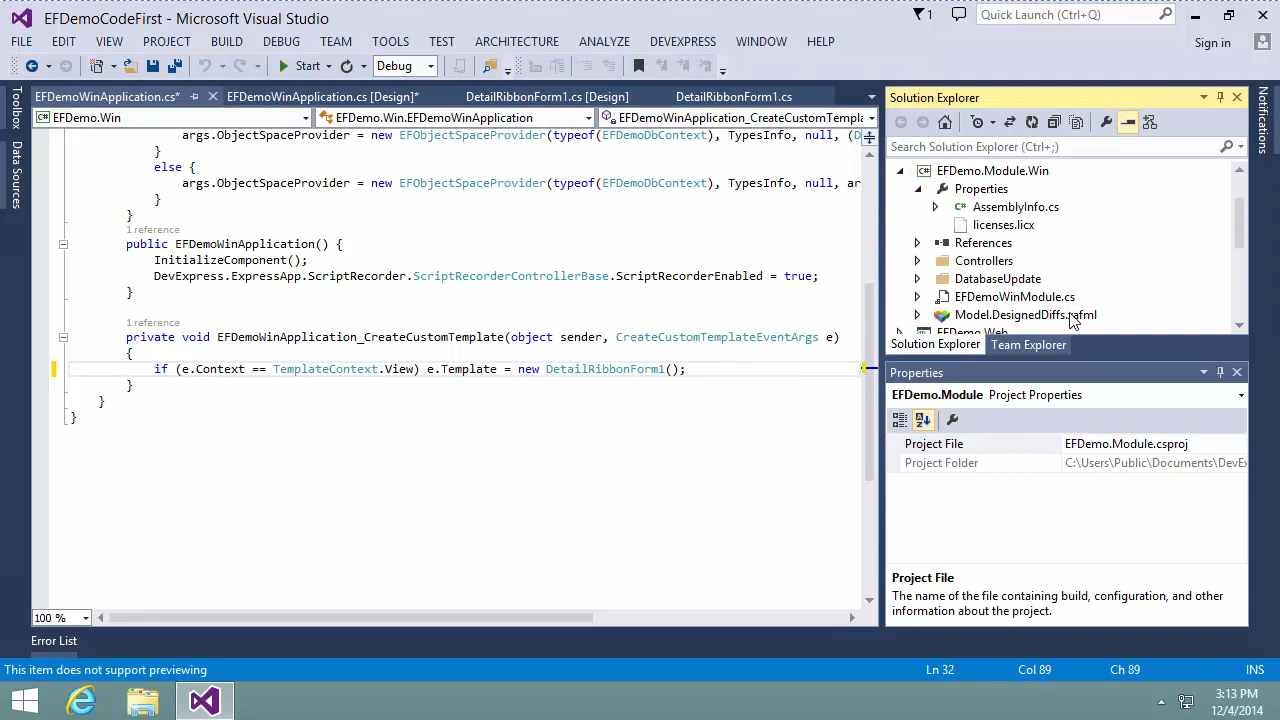 EFDemoCodeFirst - Microsoft Visual Studio
1
Quick Launch (Ctrl+Q)
FILE EDIT VIEW PROJECT BUILD DEBUG TEAM TOOLS TEST ARCHITECTURE ANALYZE DEVEXPRESS WINDOW HELP
Sign in
Start
Debug
Toolbox
Data Sources
EFDemoWinApplication.cs*
EFDemoWinApplication.cs [Design]*
DetailRibbonForm1.cs [Design]
DetailRibbonForm1.cs
EFDemo.Win
EFDemo.Win.EFDemoWinApplication
EFDemoWinApplication_CreateCustomTempla
args.ObjectSpaceProvider = new EFObjectSpaceProvider(typeof(EFDemoDbContext), TypesInfo, null, (D
}
else {
args.ObjectSpaceProvider = new EFObjectSpaceProvider(typeof(EFDemoDbContext), TypesInfo, null, ar
}
}
1 reference
public EFDemoWinApplication() {
InitializeComponent();
DevExpress.ExpressApp.ScriptRecorder.ScriptRecorderControllerBase.ScriptRecorderEnabled = true;
}
1 reference
private void EFDemoWinApplication_CreateCustomTemplate(object sender, CreateCustomTemplateEventArgs e)
{
if (e.Context == TemplateContext.View) e.Template = new DetailRibbonForm1();
}
}
}
100 %
Solution Explorer
Search Solution Explorer (Ctrl+;)
C# EFDemo.Module.Win
Properties
C# AssemblyInfo.cs
licenses.licx
References
Controllers
DatabaseUpdate
EFDemoWinModule.cs
Model.DesignedDiffs.xafml
EFDemo.Web
Solution Explorer
Team Explorer
Properties
EFDemo.Module Project Properties
Project File EFDemo.Module.csproj
Project Folder C:\Users\Public\Documents\DevEx
Project File
The name of the file containing build, configuration, and other
information about the project.
Notifications
Error List
This item does not support previewing
Ln 32
Col 89
Ch 89
INS
3:13 PM
12/4/2014